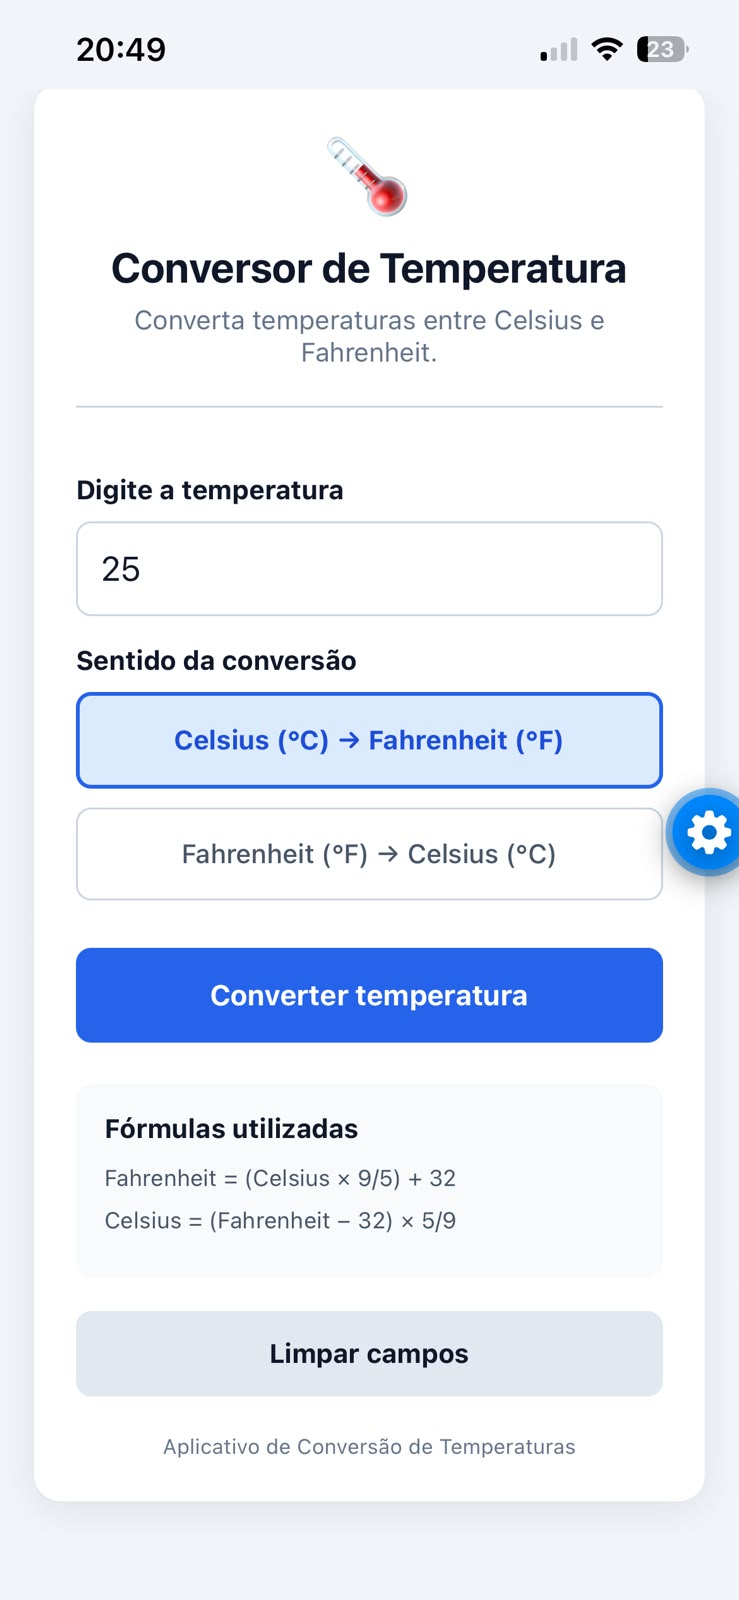 20:49
23
Conversor de Temperatura
Converta temperaturas entre Celsius e
Fahrenheit.
Digite a temperatura
25
Sentido da conversão
Celsius (°C) → Fahrenheit (°F)
Fahrenheit (°F) → Celsius (°C)
Converter temperatura
Fórmulas utilizadas
Fahrenheit = (Celsius × 9/5) + 32
Celsius = (Fahrenheit − 32) × 5/9
Limpar campos
Aplicativo de Conversão de Temperaturas